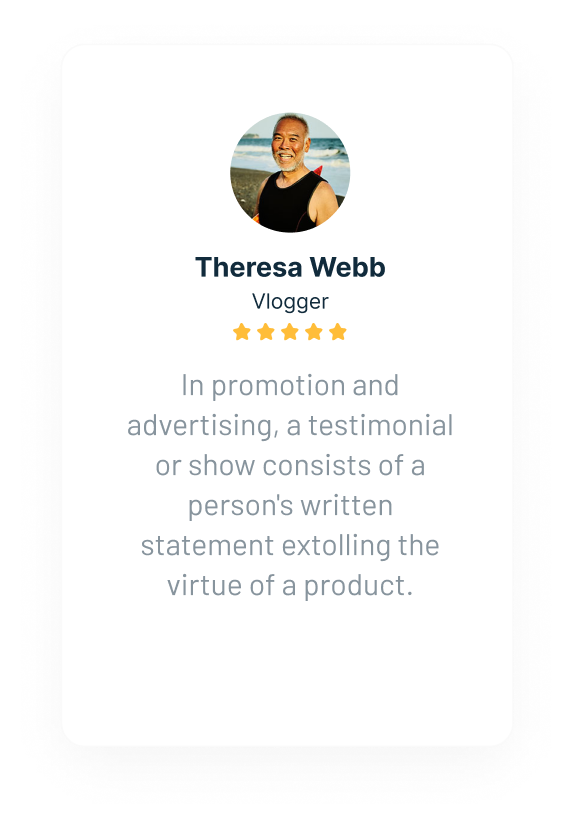 Theresa Webb
Vlogger
In promotion and
advertising, a testimonial
or show consists of a
person's written
statement extolling the
virtue of a product.